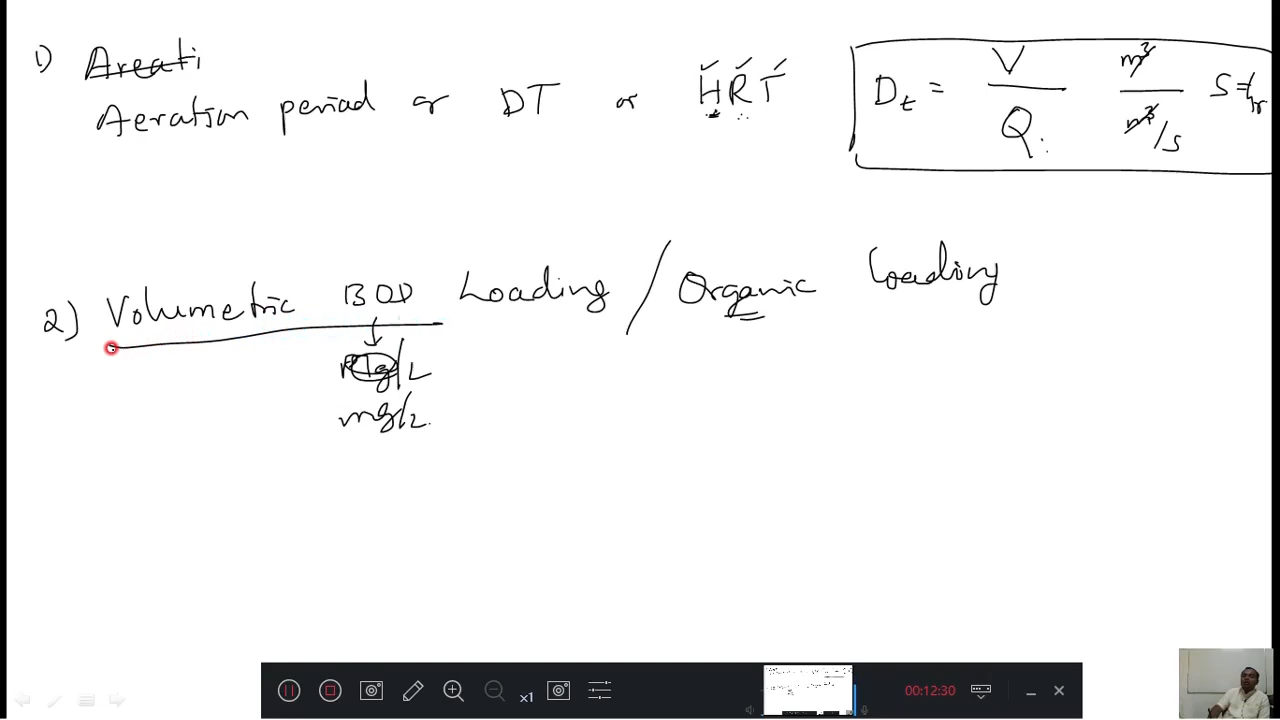 1) Areati
Aeration period or DT or HRT
Dt = V/Q m³/m³/s S = hr
2) Volumetric BOD Loading / Organic loading
mg/L.
x1
00:12:30